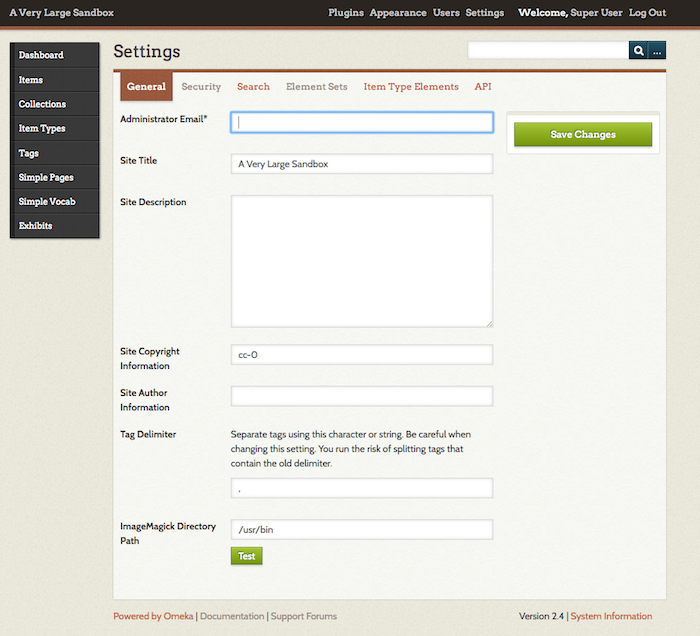 A Very Large Sandbox
Plugins Appearance Users Settings Welcome, Super User Log Out
Dashboard
Items
Collections
Item Types
Tags
Simple Pages
Simple Vocab
Exhibits
Settings
...
General Security Search Element Sets Item Type Elements API
Administrator Email*
Save Changes
Site Title
A Very Large Sandbox
Site Description
Site Copyright
Information
cc-0
Site Author
Information
Tag Delimiter
Separate tags using this character or string. Be careful when
changing this setting. You run the risk of splitting tags that
contain the old delimiter.
,
ImageMagick Directory
Path
/usr/bin
Test
Powered by Omeka | Documentation | Support Forums
Version 2.4 | System Information